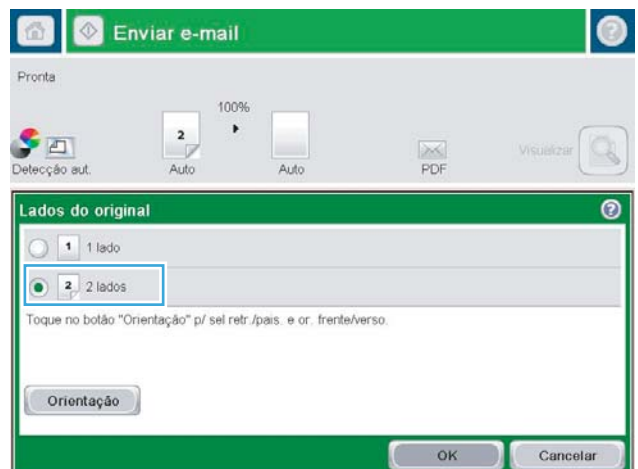 Enviar e-mail
Pronta
100%
2
Detecção aut.
Auto
Auto
PDF
Visualizar
Lados do original
1 1 lado
2 2 lados
Toque no botão "Orientação" p/ sel retr./pais. e or. frente/verso.
Orientação
OK Cancelar